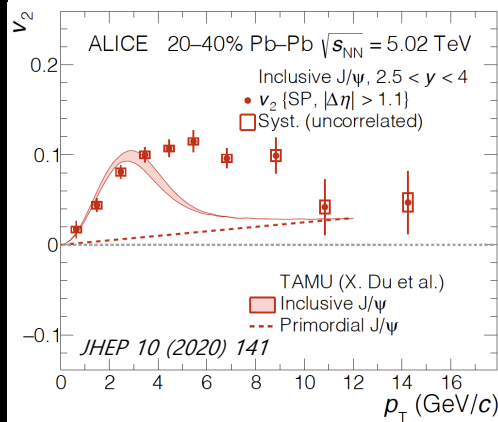 v₂
ALICE 20–40% Pb–Pb √s_NN = 5.02 TeV
Inclusive J/ψ, 2.5 < y < 4
v₂ {SP, |Δη| > 1.1}
Syst. (uncorrelated)
0.2
0.1
0
−0.1
TAMU (X. Du et al.)
Inclusive J/ψ
Primordial J/ψ
JHEP 10 (2020) 141
0 2 4 6 8 10 12 14 16
p_T (GeV/c)